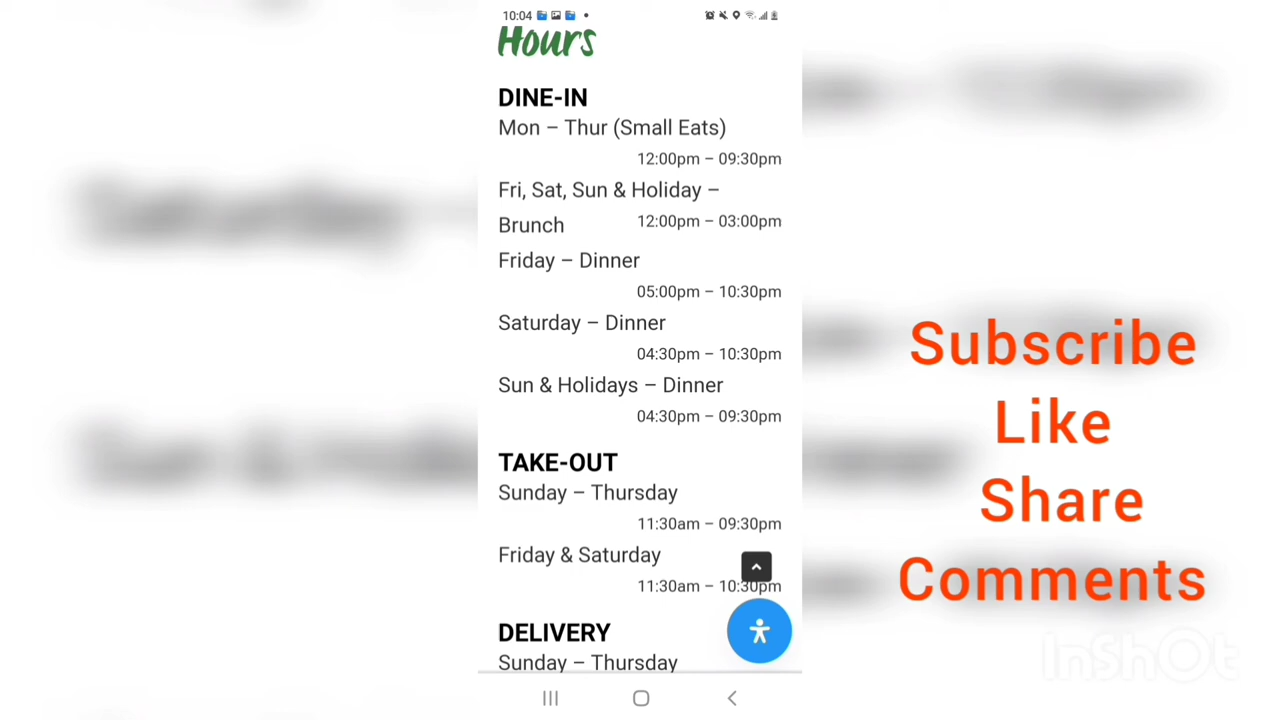 10:04
Hours
DINE-IN
Mon – Thur (Small Eats)
12:00pm – 09:30pm
Fri, Sat, Sun & Holiday –
Brunch
12:00pm – 03:00pm
Friday – Dinner
05:00pm – 10:30pm
Saturday – Dinner
04:30pm – 10:30pm
Sun & Holidays – Dinner
04:30pm – 09:30pm
TAKE-OUT
Sunday – Thursday
11:30am – 09:30pm
Friday & Saturday
11:30am – 10:30pm
DELIVERY
Sunday – Thursday
Subscribe
Like
Share
Comments
InShOt